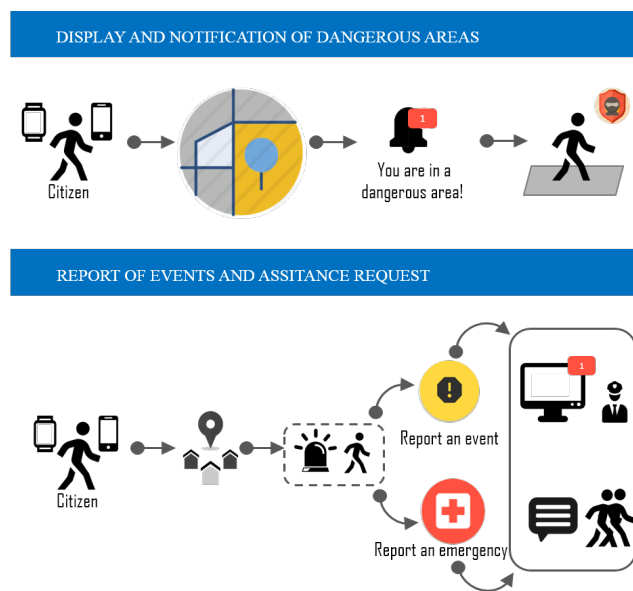 DISPLAY AND NOTIFICATION OF DANGEROUS AREAS
1
Citizen
You are in a
dangerous area!
REPORT OF EVENTS AND ASSITANCE REQUEST
1
Report an event
Citizen
Report an emergency